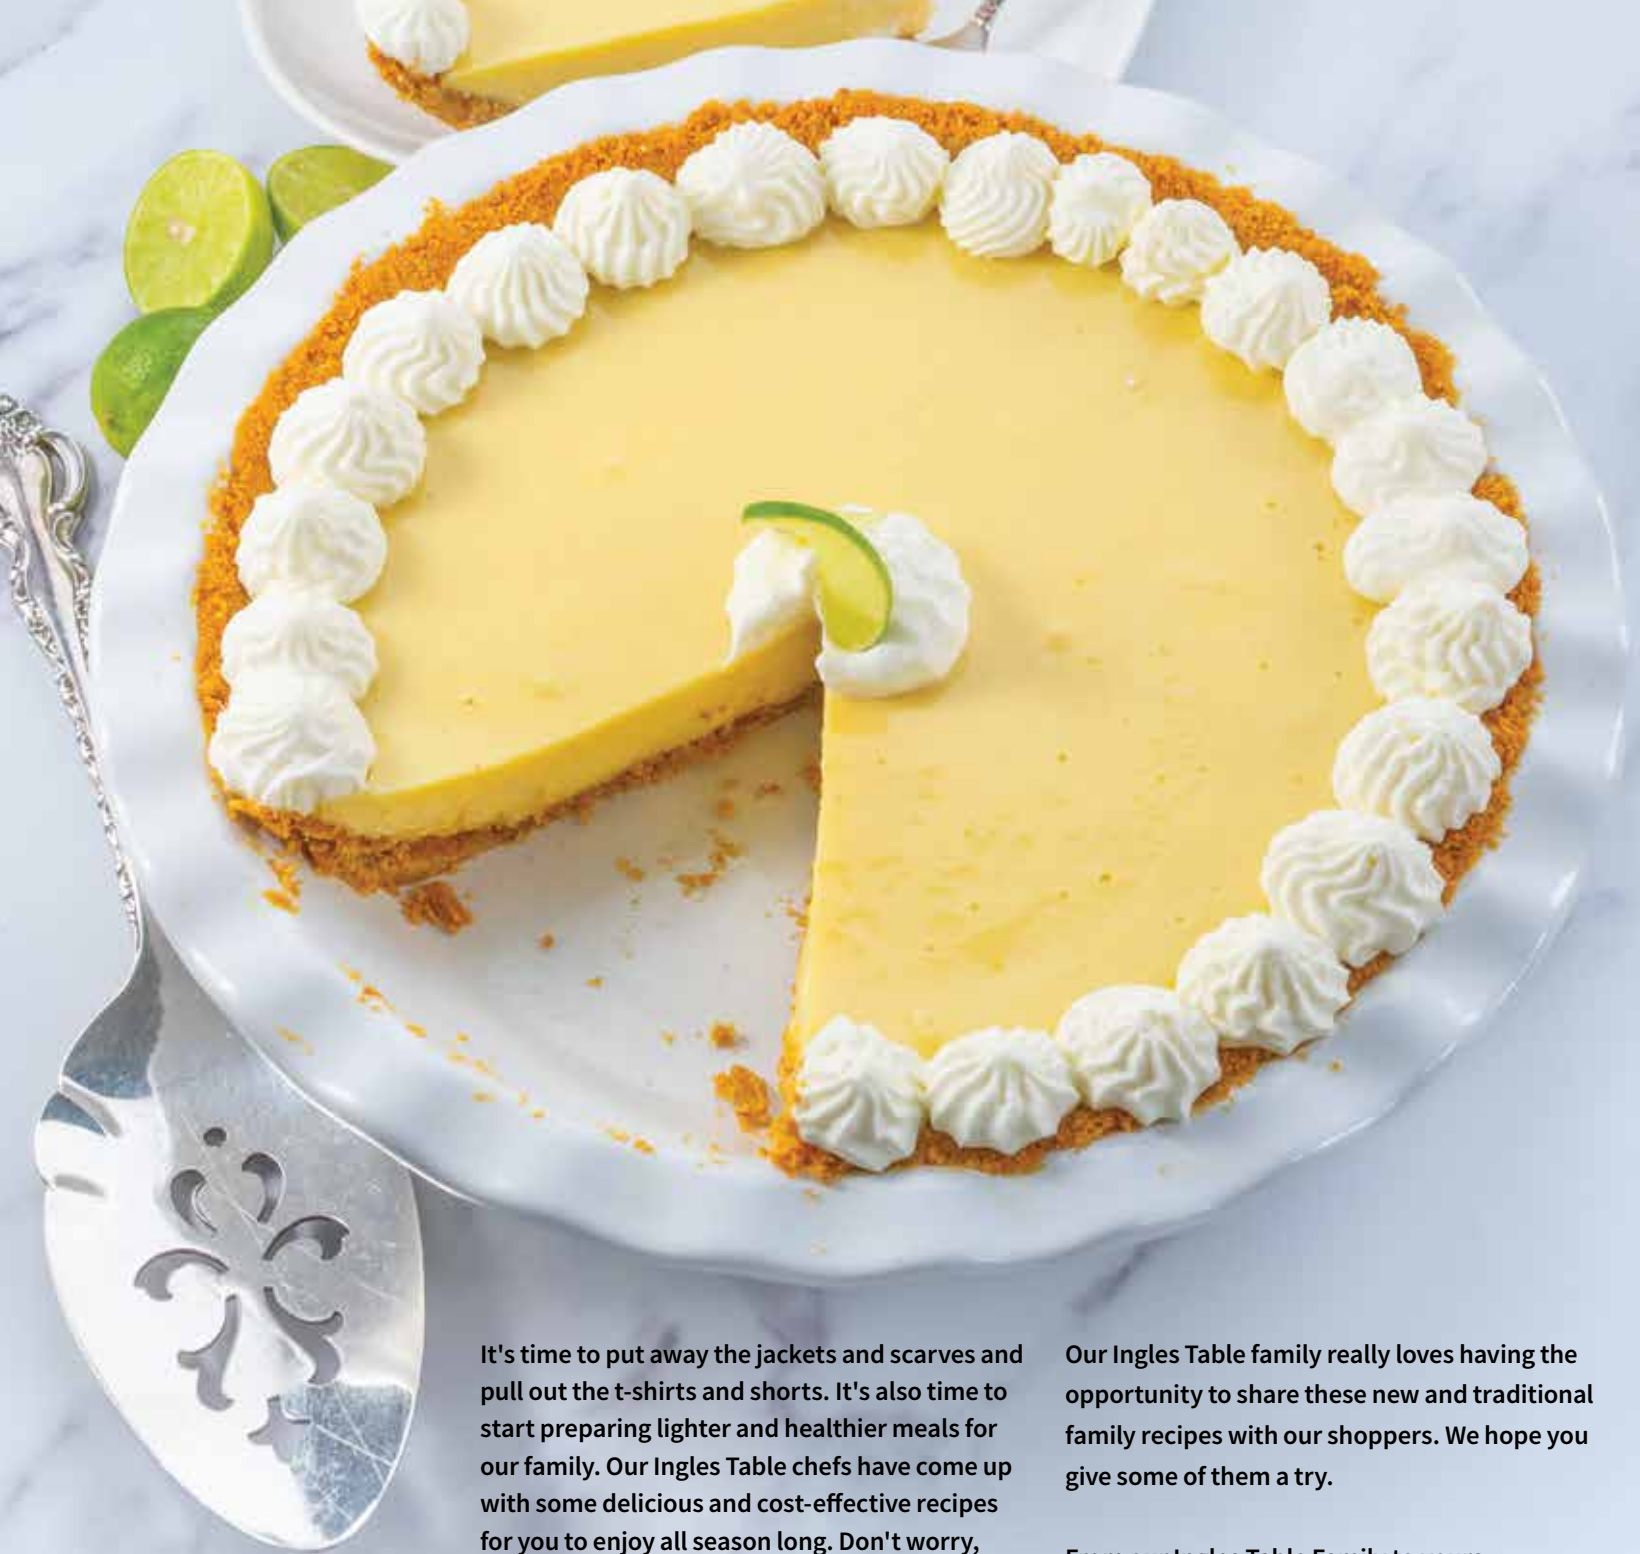 It's time to put away the jackets and scarves and
pull out the t-shirts and shorts. It's also time to
start preparing lighter and healthier meals for
our family. Our Ingles Table chefs have come up
with some delicious and cost-effective recipes
for you to enjoy all season long. Don't worry,
Our Ingles Table family really loves having the
opportunity to share these new and traditional
family recipes with our shoppers. We hope you
give some of them a try.